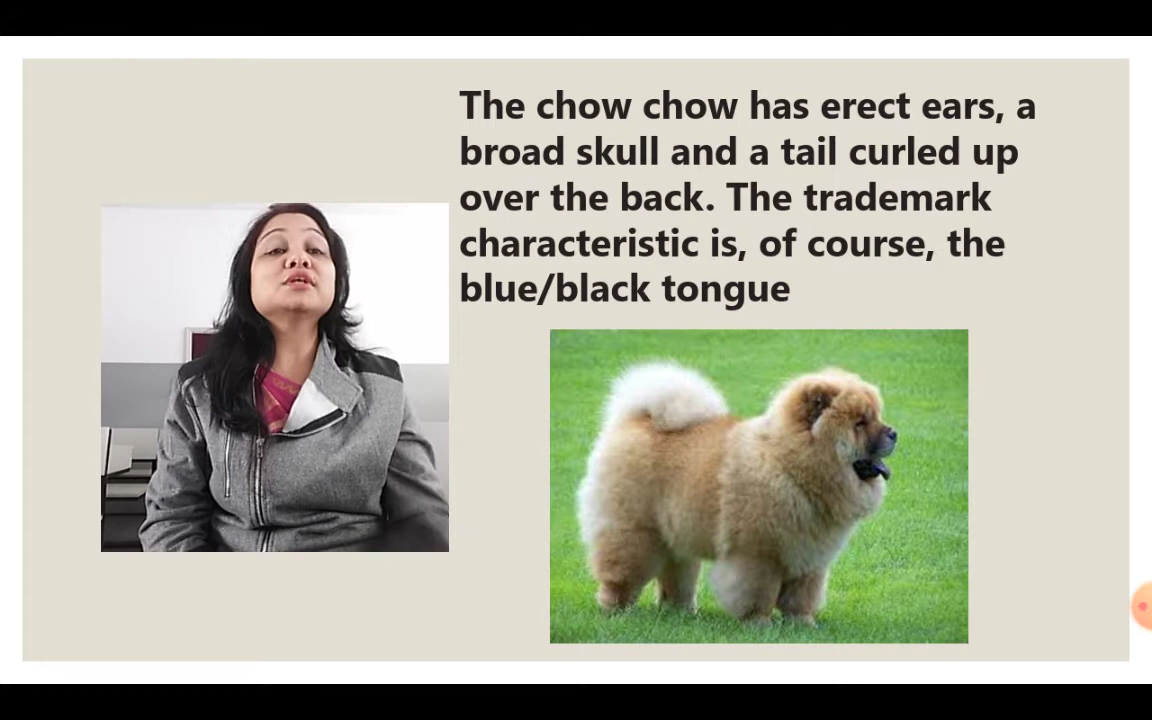 The chow chow has erect ears, a
broad skull and a tail curled up
over the back. The trademark
characteristic is, of course, the
blue/black tongue